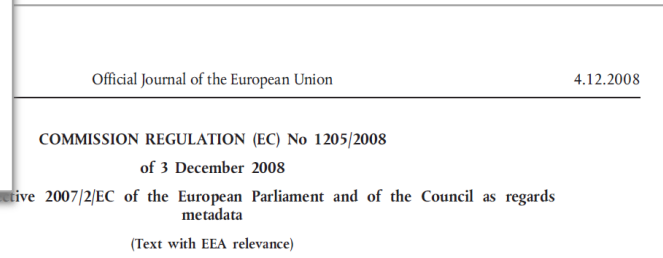 Official Journal of the European Union 4.12.2008
COMMISSION REGULATION (EC) No 1205/2008
of 3 December 2008
2007/2/EC of the European Parliament and of the Council as regards
metadata
(Text with EEA relevance)